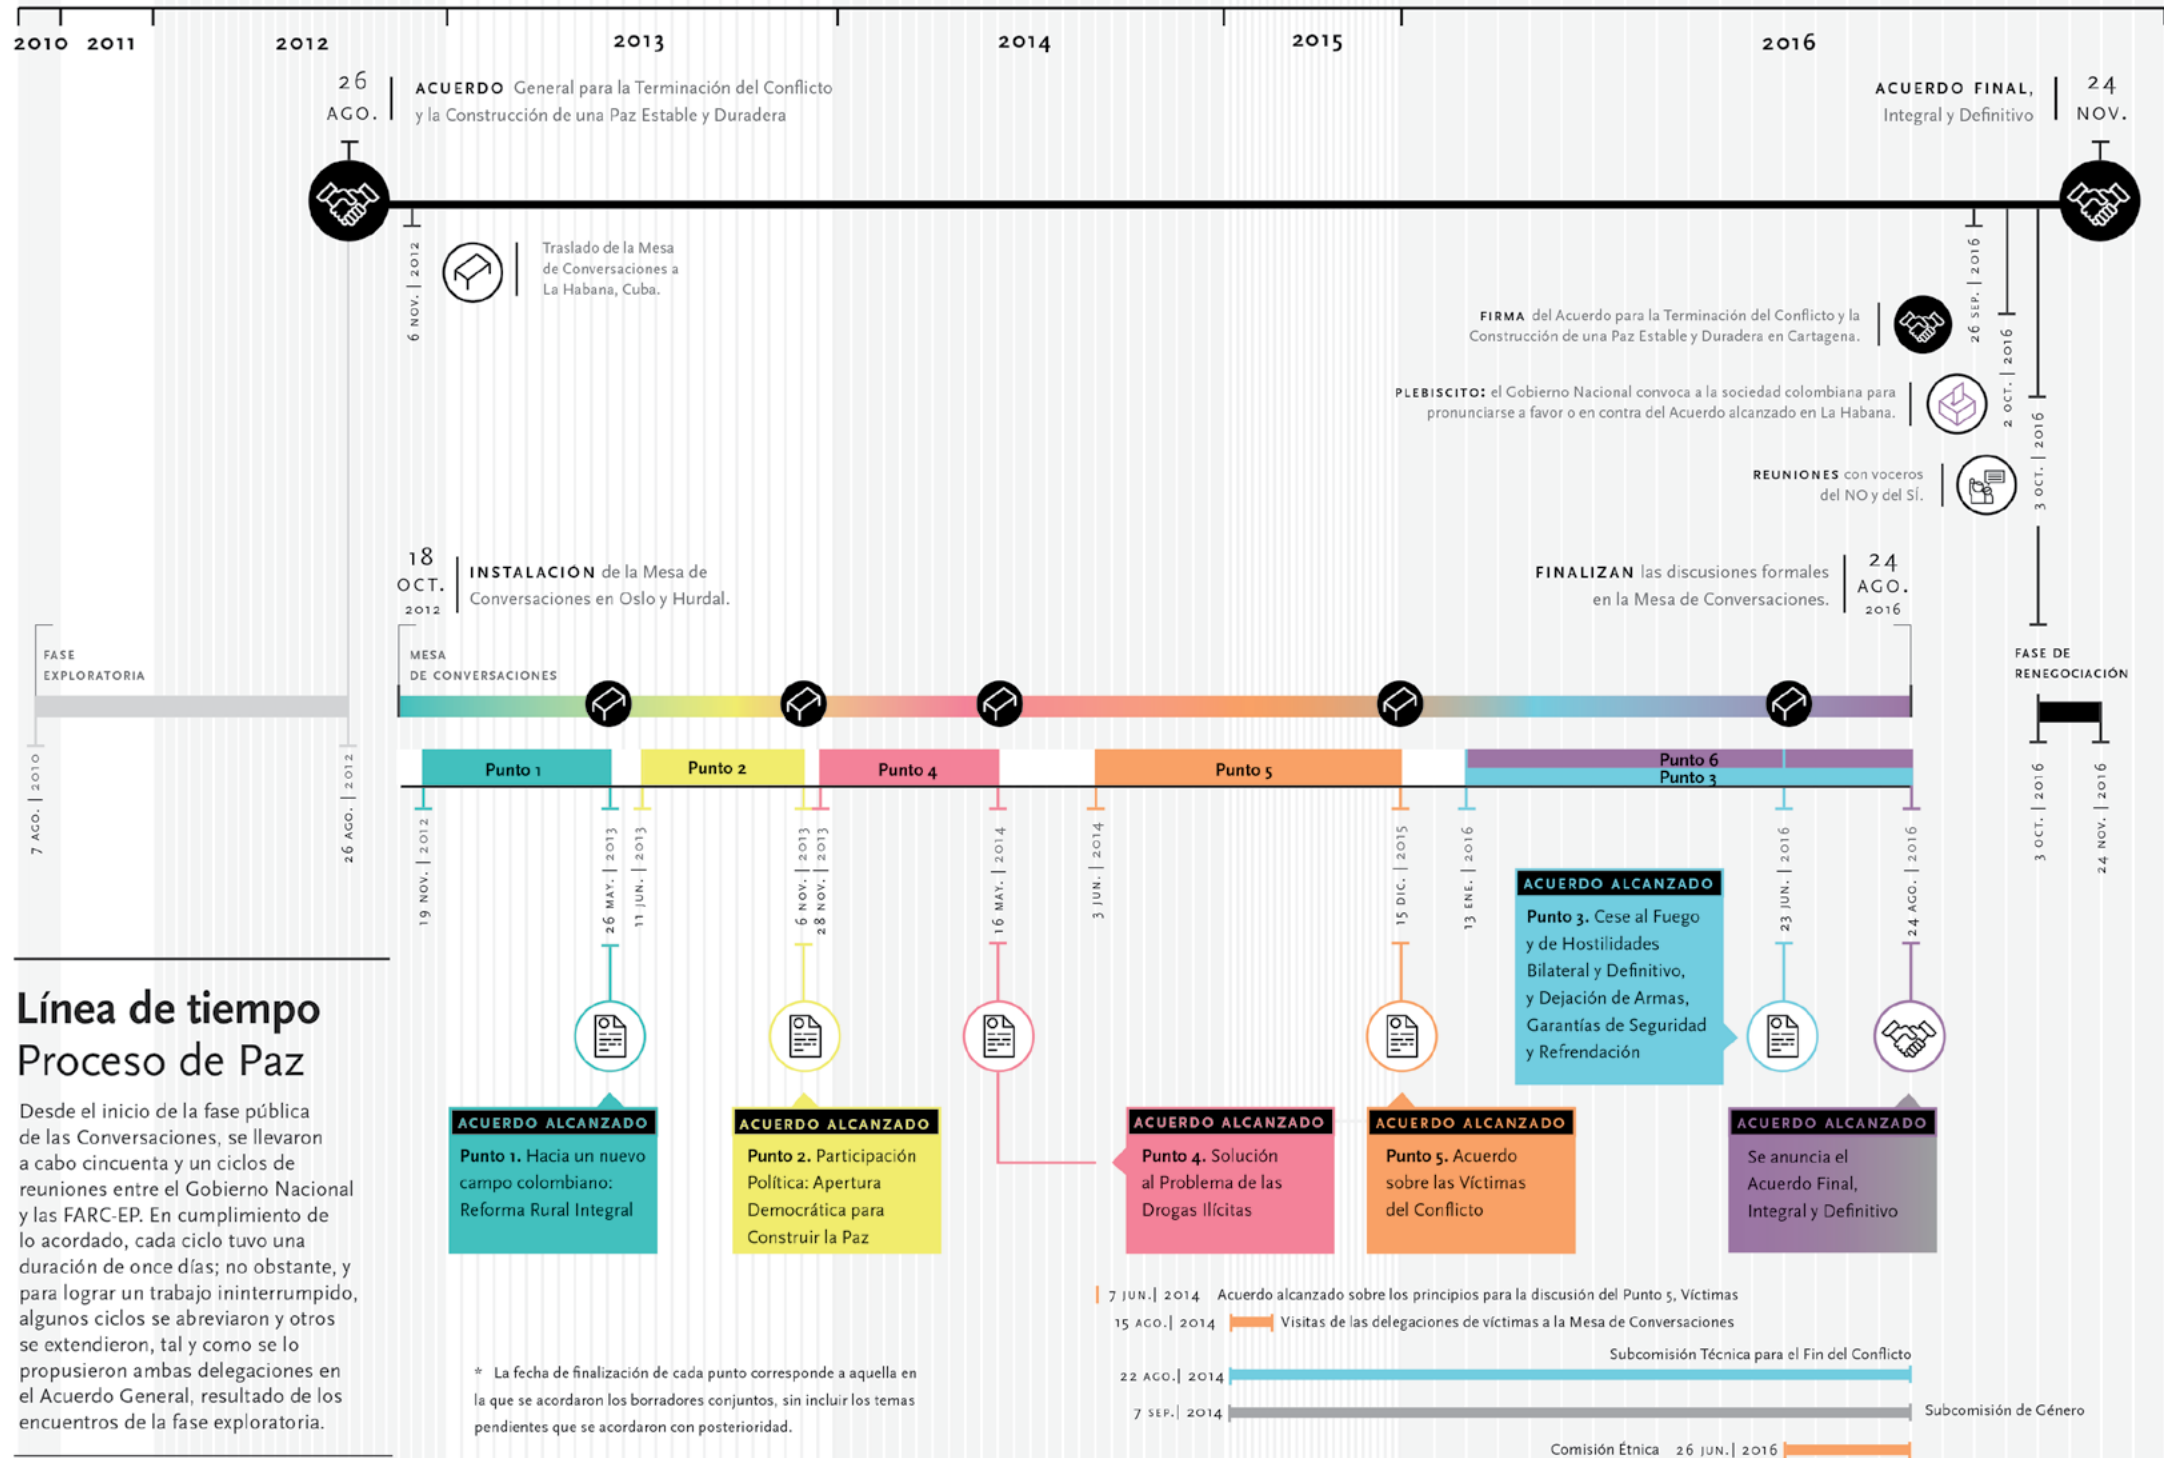 2010 2011 2012 2013 2014 2015 2016
26
AGO.
ACUERDO General para la Terminación del Conflicto
y la Construcción de una Paz Estable y Duradera
ACUERDO FINAL,
Integral y Definitivo
24
NOV.
6 NOV. | 2012
Traslado de la Mesa
de Conversaciones a
La Habana, Cuba.
FIRMA del Acuerdo para la Terminación del Conflicto y la
Construcción de una Paz Estable y Duradera en Cartagena.
26 SEP. | 2016
PLEBISCITO: el Gobierno Nacional convoca a la sociedad colombiana para
pronunciarse a favor o en contra del Acuerdo alcanzado en La Habana.
2 OCT. | 2016
REUNIONES con voceros
del NO y del SÍ.
3 OCT. | 2016
18
OCT.
2012
INSTALACIÓN de la Mesa de
Conversaciones en Oslo y Hurdal.
FINALIZAN las discusiones formales
en la Mesa de Conversaciones.
24
AGO.
2016
FASE
EXPLORATORIA
MESA
DE CONVERSACIONES
FASE DE
RENEGOCIACIÓN
Punto 1
Punto 2
Punto 4
Punto 5
Punto 6
Punto 3
7 AGO. | 2010
26 AGO. | 2012
19 NOV. | 2012
26 MAY. | 2013
11 JUN. | 2013
6 NOV. | 2013
28 NOV. | 2013
16 MAY. | 2014
3 JUN. | 2014
15 DIC. | 2015
13 ENE. | 2016
23 JUN. | 2016
24 AGO. | 2016
3 OCT. | 2016
24 NOV. | 2016
ACUERDO ALCANZADO
Punto 3. Cese al Fuego
y de Hostilidades
Bilateral y Definitivo,
y Dejación de Armas,
Garantías de Seguridad
y Refrendación
Línea de tiempo
Proceso de Paz
Desde el inicio de la fase pública
de las Conversaciones, se llevaron
a cabo cincuenta y un ciclos de
reuniones entre el Gobierno Nacional
y las FARC-EP. En cumplimiento de
lo acordado, cada ciclo tuvo una
duración de once días; no obstante, y
para lograr un trabajo ininterrumpido,
algunos ciclos se abreviaron y otros
se extendieron, tal y como se lo
propusieron ambas delegaciones en
el Acuerdo General, resultado de los
encuentros de la fase exploratoria.
ACUERDO ALCANZADO
Punto 1. Hacia un nuevo
campo colombiano:
Reforma Rural Integral
ACUERDO ALCANZADO
Punto 2. Participación
Política: Apertura
Democrática para
Construir la Paz
ACUERDO ALCANZADO
Punto 4. Solución
al Problema de las
Drogas Ilícitas
ACUERDO ALCANZADO
Punto 5. Acuerdo
sobre las Víctimas
del Conflicto
ACUERDO ALCANZADO
Se anuncia el
Acuerdo Final,
Integral y Definitivo
7 JUN.| 2014 Acuerdo alcanzado sobre los principios para la discusión del Punto 5, Víctimas
15 AGO.| 2014 Visitas de las delegaciones de víctimas a la Mesa de Conversaciones
Subcomisión Técnica para el Fin del Conflicto
22 AGO.| 2014
7 SEP.| 2014 Subcomisión de Género
Comisión Étnica 26 JUN.| 2016
* La fecha de finalización de cada punto corresponde a aquella en
la que se acordaron los borradores conjuntos, sin incluir los temas
pendientes que se acordaron con posterioridad.